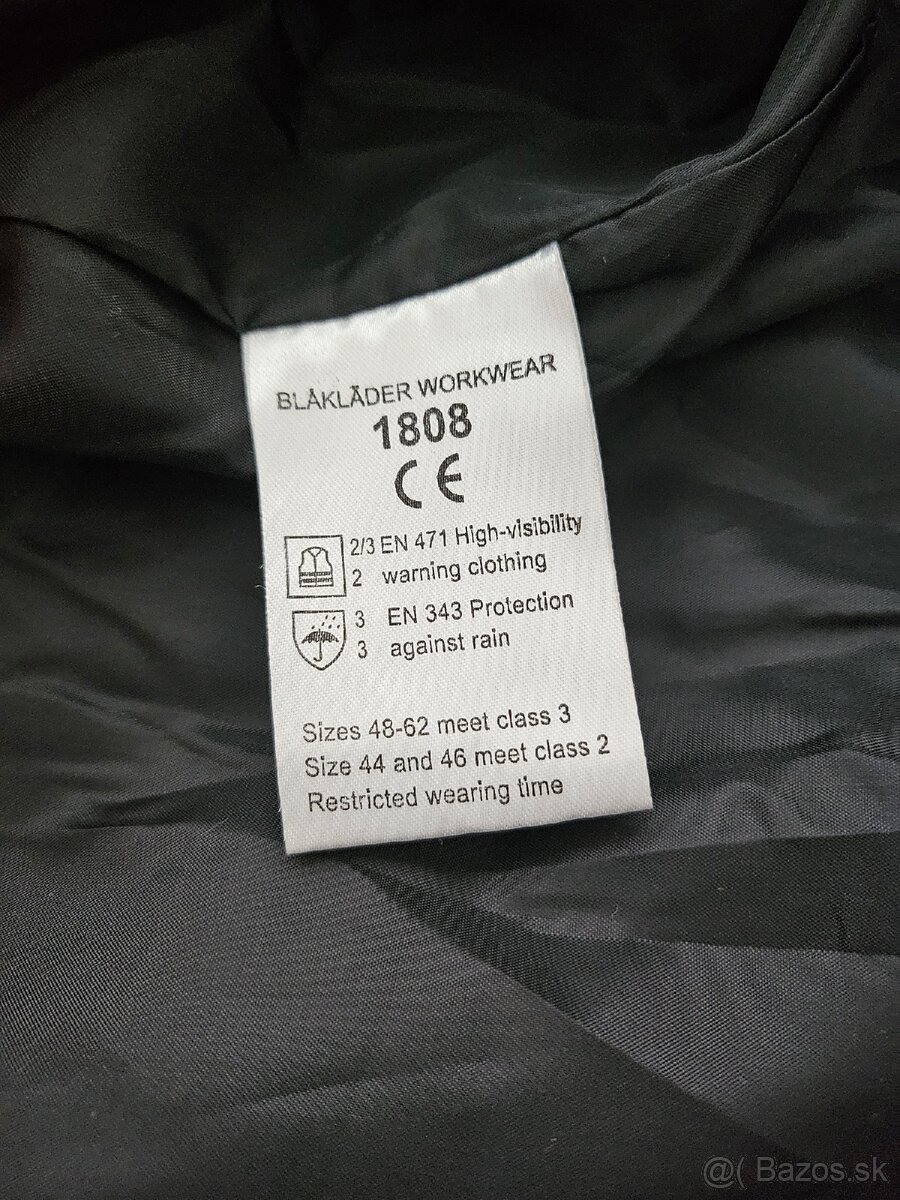 BLÅKLÄDER WORKWEAR
1808
CE
2/3 EN 471 High-visibility
2 warning clothing
3 EN 343 Protection
3 against rain
Sizes 48-62 meet class 3
Size 44 and 46 meet class 2
Restricted wearing time
@( Bazos.sk